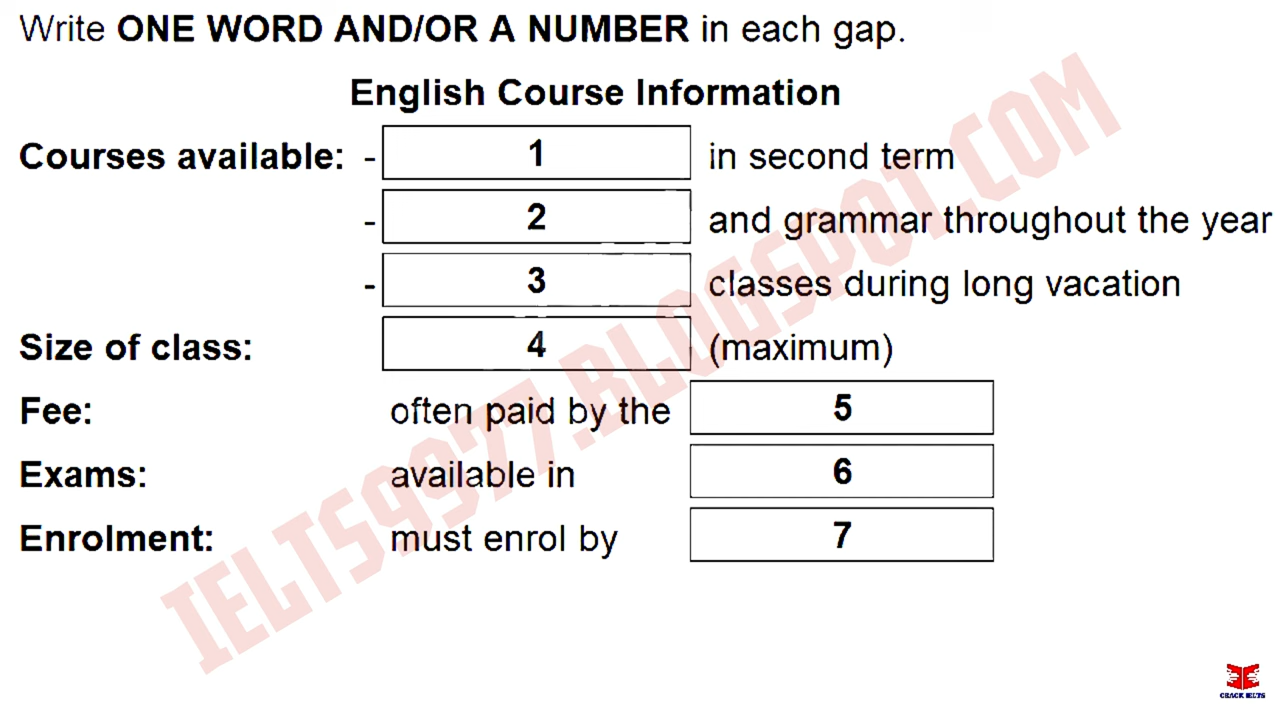 Write ONE WORD AND/OR A NUMBER in each gap.
English Course Information
Courses available: - 1 in second term
- 2 and grammar throughout the year
- 3 classes during long vacation
Size of class: 4 (maximum)
Fee: often paid by the 5
Exams: available in 6
Enrolment: must enrol by 7
IELTS9977.BLOGSPOT.COM
CRACK IELTS